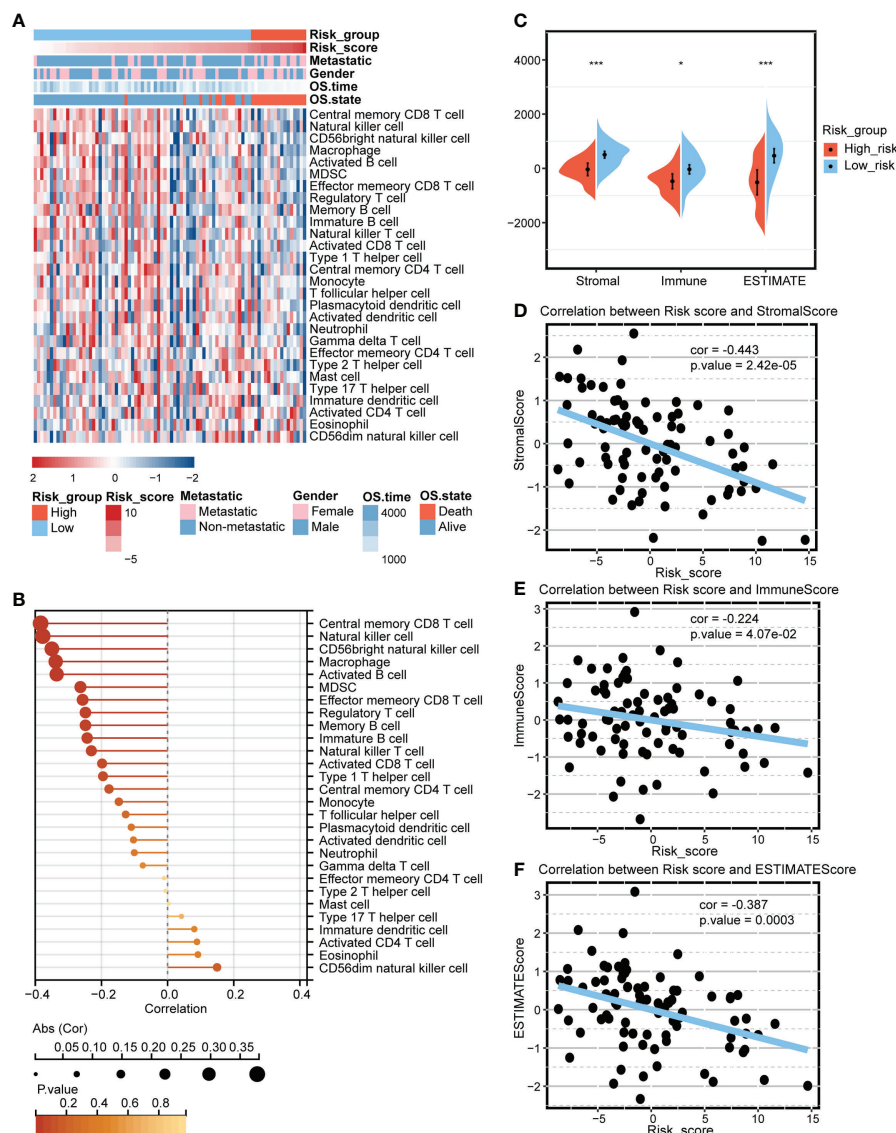 A
Risk_group
Risk_score
Metastatic
Gender
OS.time
OS.state
Central memory CD8 T cell
Natural killer cell
CD56bright natural killer cell
Macrophage
Activated B cell
MDSC
Effector memeory CD8 T cell
Regulatory T cell
Memory B cell
Immature B cell
Natural killer T cell
Activated CD8 T cell
Type 1 T helper cell
Central memory CD4 T cell
Monocyte
T follicular helper cell
Plasmacytoid dendritic cell
Activated dendritic cell
Neutrophil
Gamma delta T cell
Effector memeory CD4 T cell
Type 2 T helper cell
Mast cell
Type 17 T helper cell
Immature dendritic cell
Activated CD4 T cell
Eosinophil
CD56dim natural killer cell
2 1 0 -1 -2
Risk_group
High
Low
Risk_score
10
-5
Metastatic
Metastatic
Non-metastatic
Gender
Female
Male
OS.time
4000
1000
OS.state
Death
Alive
B
Central memory CD8 T cell
Natural killer cell
CD56bright natural killer cell
Macrophage
Activated B cell
MDSC
Effector memeory CD8 T cell
Regulatory T cell
Memory B cell
Immature B cell
Natural killer T cell
Activated CD8 T cell
Type 1 T helper cell
Central memory CD4 T cell
Monocyte
T follicular helper cell
Plasmacytoid dendritic cell
Activated dendritic cell
Neutrophil
Gamma delta T cell
Effector memeory CD4 T cell
Type 2 T helper cell
Mast cell
Type 17 T helper cell
Immature dendritic cell
Activated CD4 T cell
Eosinophil
CD56dim natural killer cell
−0.4 −0.2 0.0 0.2 0.4
Correlation
Abs (Cor)
0.05 0.10 0.15 0.20 0.25 0.30 0.35
P.value
0.2 0.4 0.6 0.8
C
4000
2000
0
−2000
*** * ***
Stromal Immune ESTIMATE
Risk_group
High_risk
Low_risk
D
Correlation between Risk score and StromalScore
cor = -0.443
p.value = 2.42e-05
StromalScore
2
1
0
−1
−2
−5 0 5 10 15
Risk_score
E
Correlation between Risk score and ImmuneScore
cor = -0.224
p.value = 4.07e-02
ImmuneScore
3
2
1
0
−1
−2
−5 0 5 10 15
Risk_score
F
Correlation between Risk score and ESTIMATEScore
cor = -0.387
p.value = 0.0003
ESTIMATEScore
3
2
1
0
−1
−2
−5 0 5 10 15
Risk_score